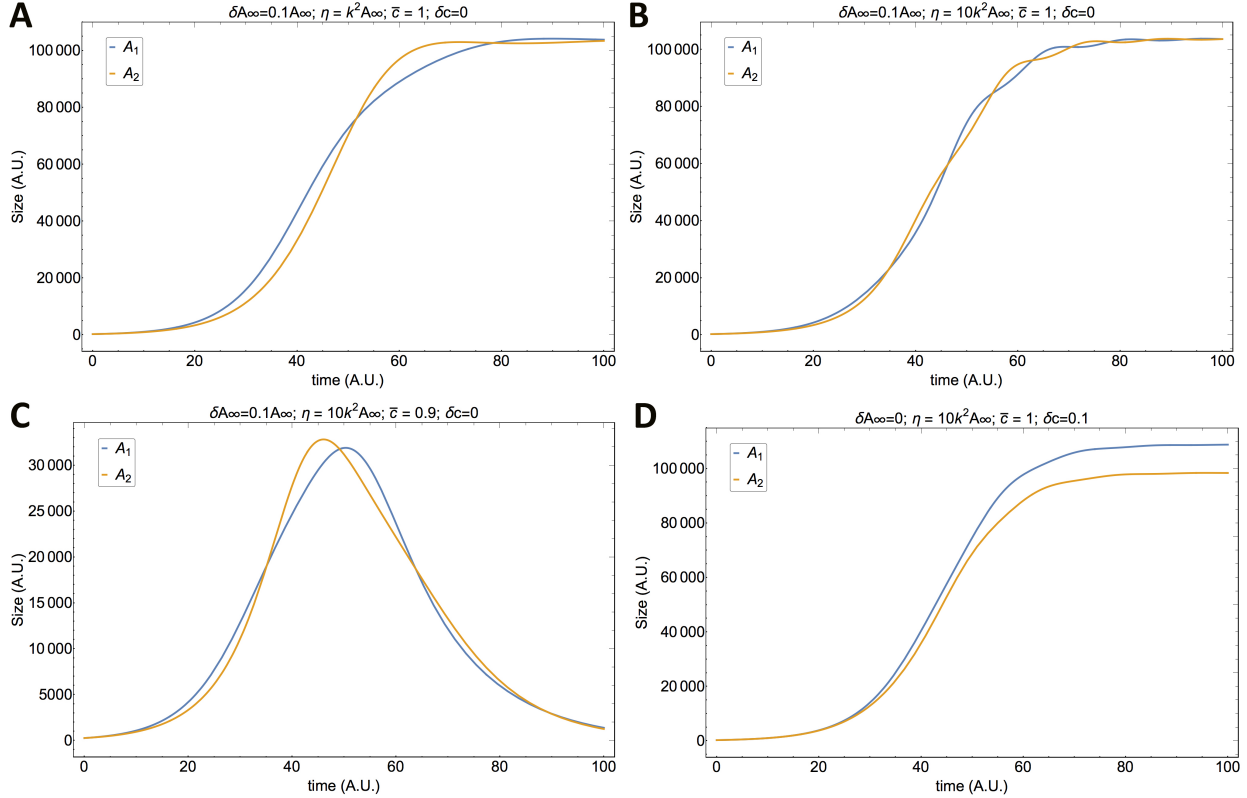 A
δA∞=0.1A∞; η = k²A∞; c̅ = 1; δc=0
A₁
A₂
100 000
80 000
60 000
40 000
20 000
0
Size (A.U.)
0 20 40 60 80 100
time (A.U.)
B
δA∞=0.1A∞; η = 10k²A∞; c̅ = 1; δc=0
A₁
A₂
100 000
80 000
60 000
40 000
20 000
0
Size (A.U.)
0 20 40 60 80 100
time (A.U.)
C
δA∞=0.1A∞; η = 10k²A∞; c̅ = 0.9; δc=0
A₁
A₂
30 000
25 000
20 000
15 000
10 000
5000
0
Size (A.U.)
0 20 40 60 80 100
time (A.U.)
D
δA∞=0; η = 10k²A∞; c̅ = 1; δc=0.1
A₁
A₂
100 000
80 000
60 000
40 000
20 000
0
Size (A.U.)
0 20 40 60 80 100
time (A.U.)